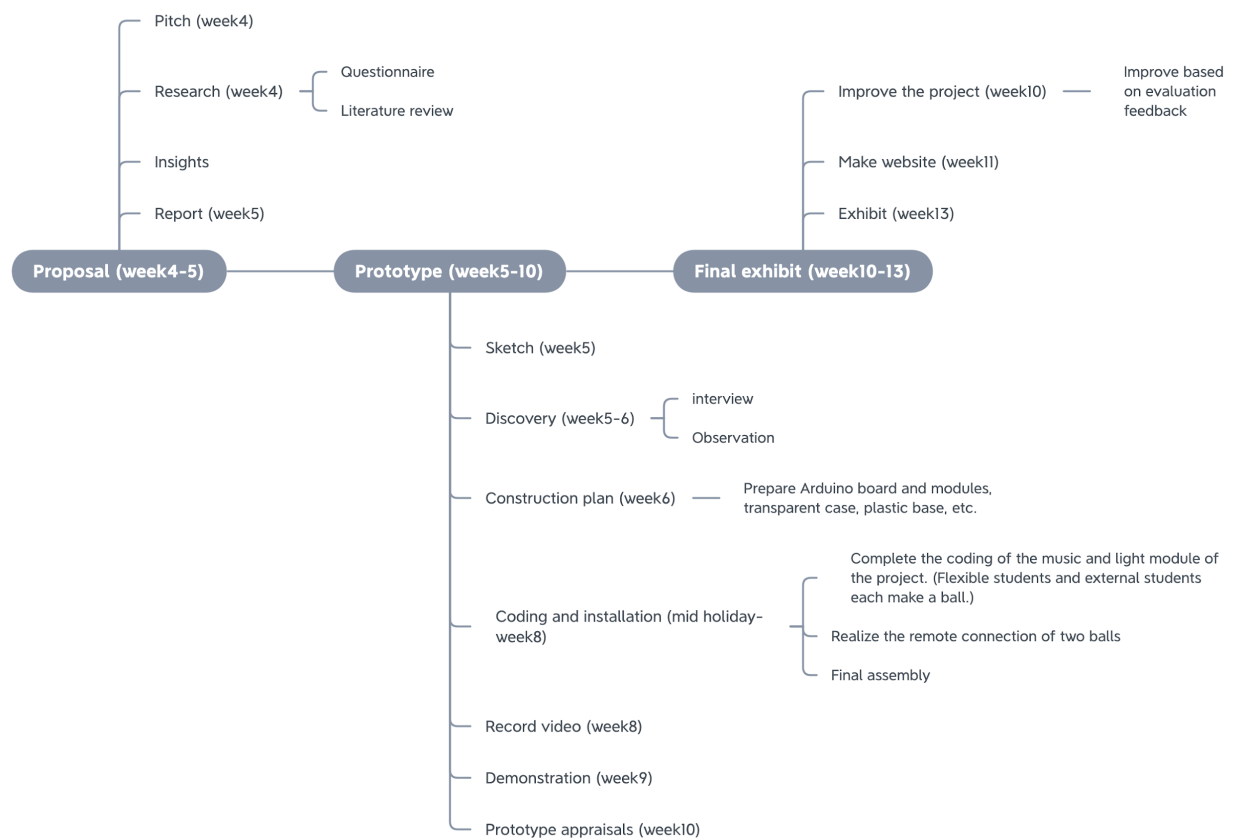 Pitch (week4)
Research (week4)
Questionnaire
Literature review
Insights
Report (week5)
Proposal (week4-5)
Prototype (week5-10)
Final exhibit (week10-13)
Improve the project (week10)
Improve based
on evaluation
feedback
Make website (week11)
Exhibit (week13)
Sketch (week5)
Discovery (week5-6)
interview
Observation
Construction plan (week6)
Prepare Arduino board and modules,
transparent case, plastic base, etc.
Coding and installation (mid holiday-
week8)
Complete the coding of the music and light module of
the project. (Flexible students and external students
each make a ball.)
Realize the remote connection of two balls
Final assembly
Record video (week8)
Demonstration (week9)
Prototype appraisals (week10)